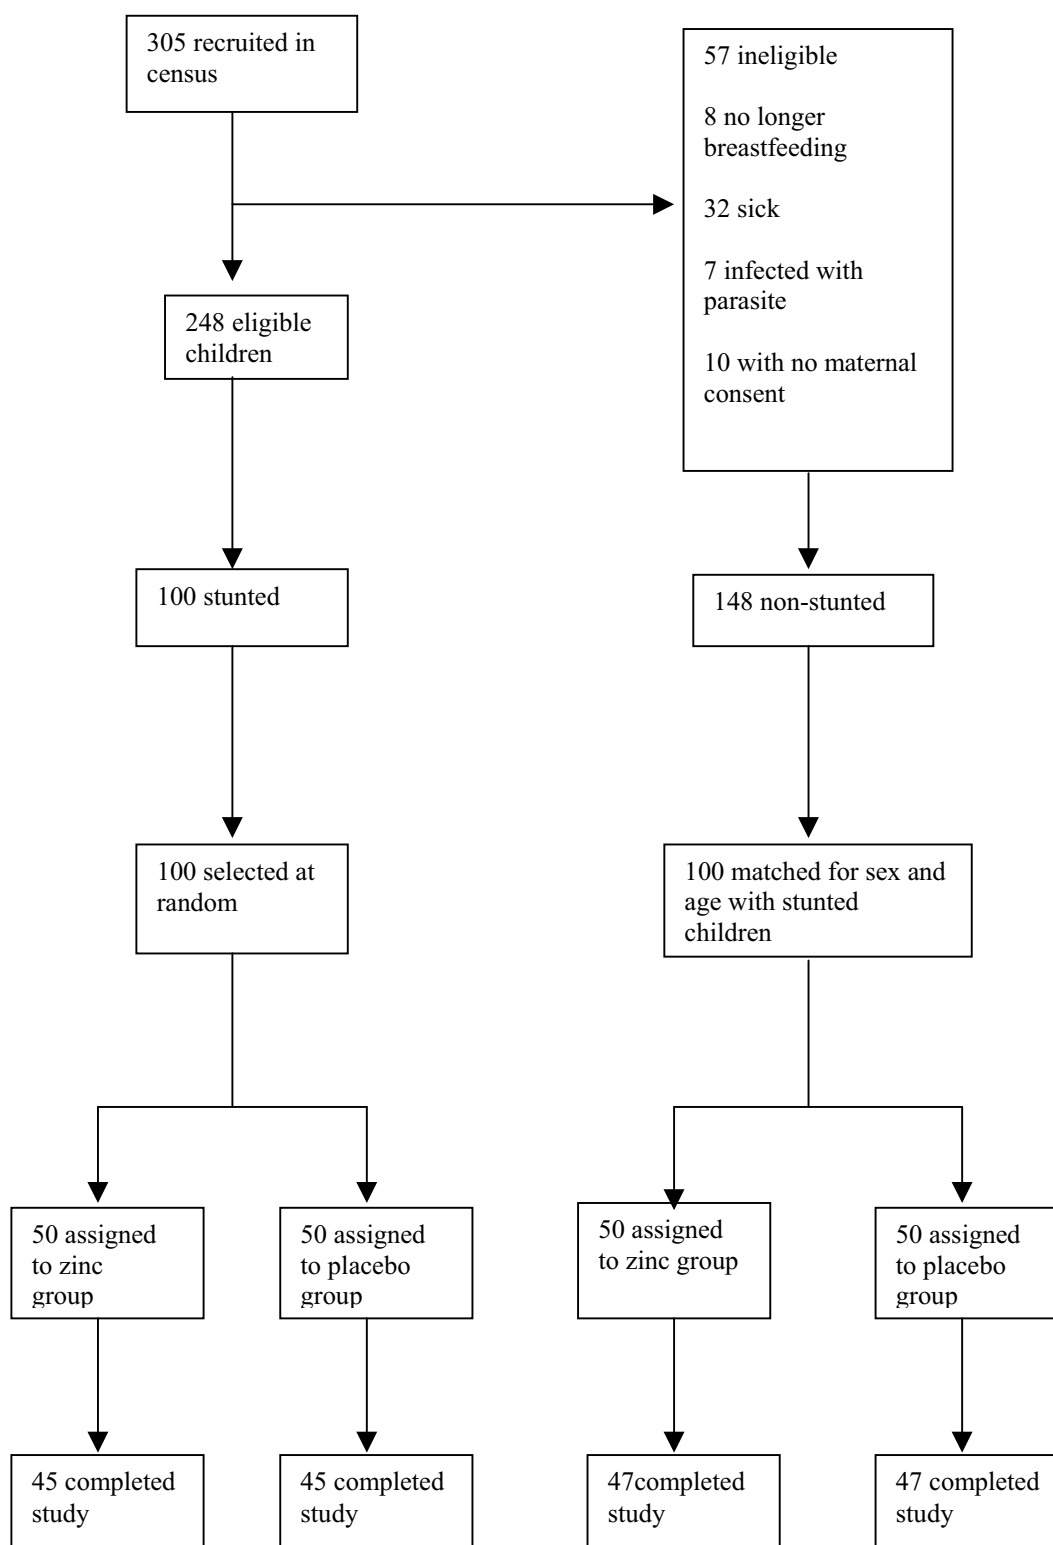 305 recruited in
census
57 ineligible
8 no longer
breastfeeding
32 sick
7 infected with
parasite
10 with no maternal
consent
248 eligible
children
100 stunted
148 non-stunted
100 selected at
random
100 matched for sex and
age with stunted
children
50 assigned
to zinc
group
50 assigned
to placebo
group
50 assigned
to zinc group
50 assigned
to placebo
group
45 completed
study
45 completed
study
47completed
study
47 completed
study